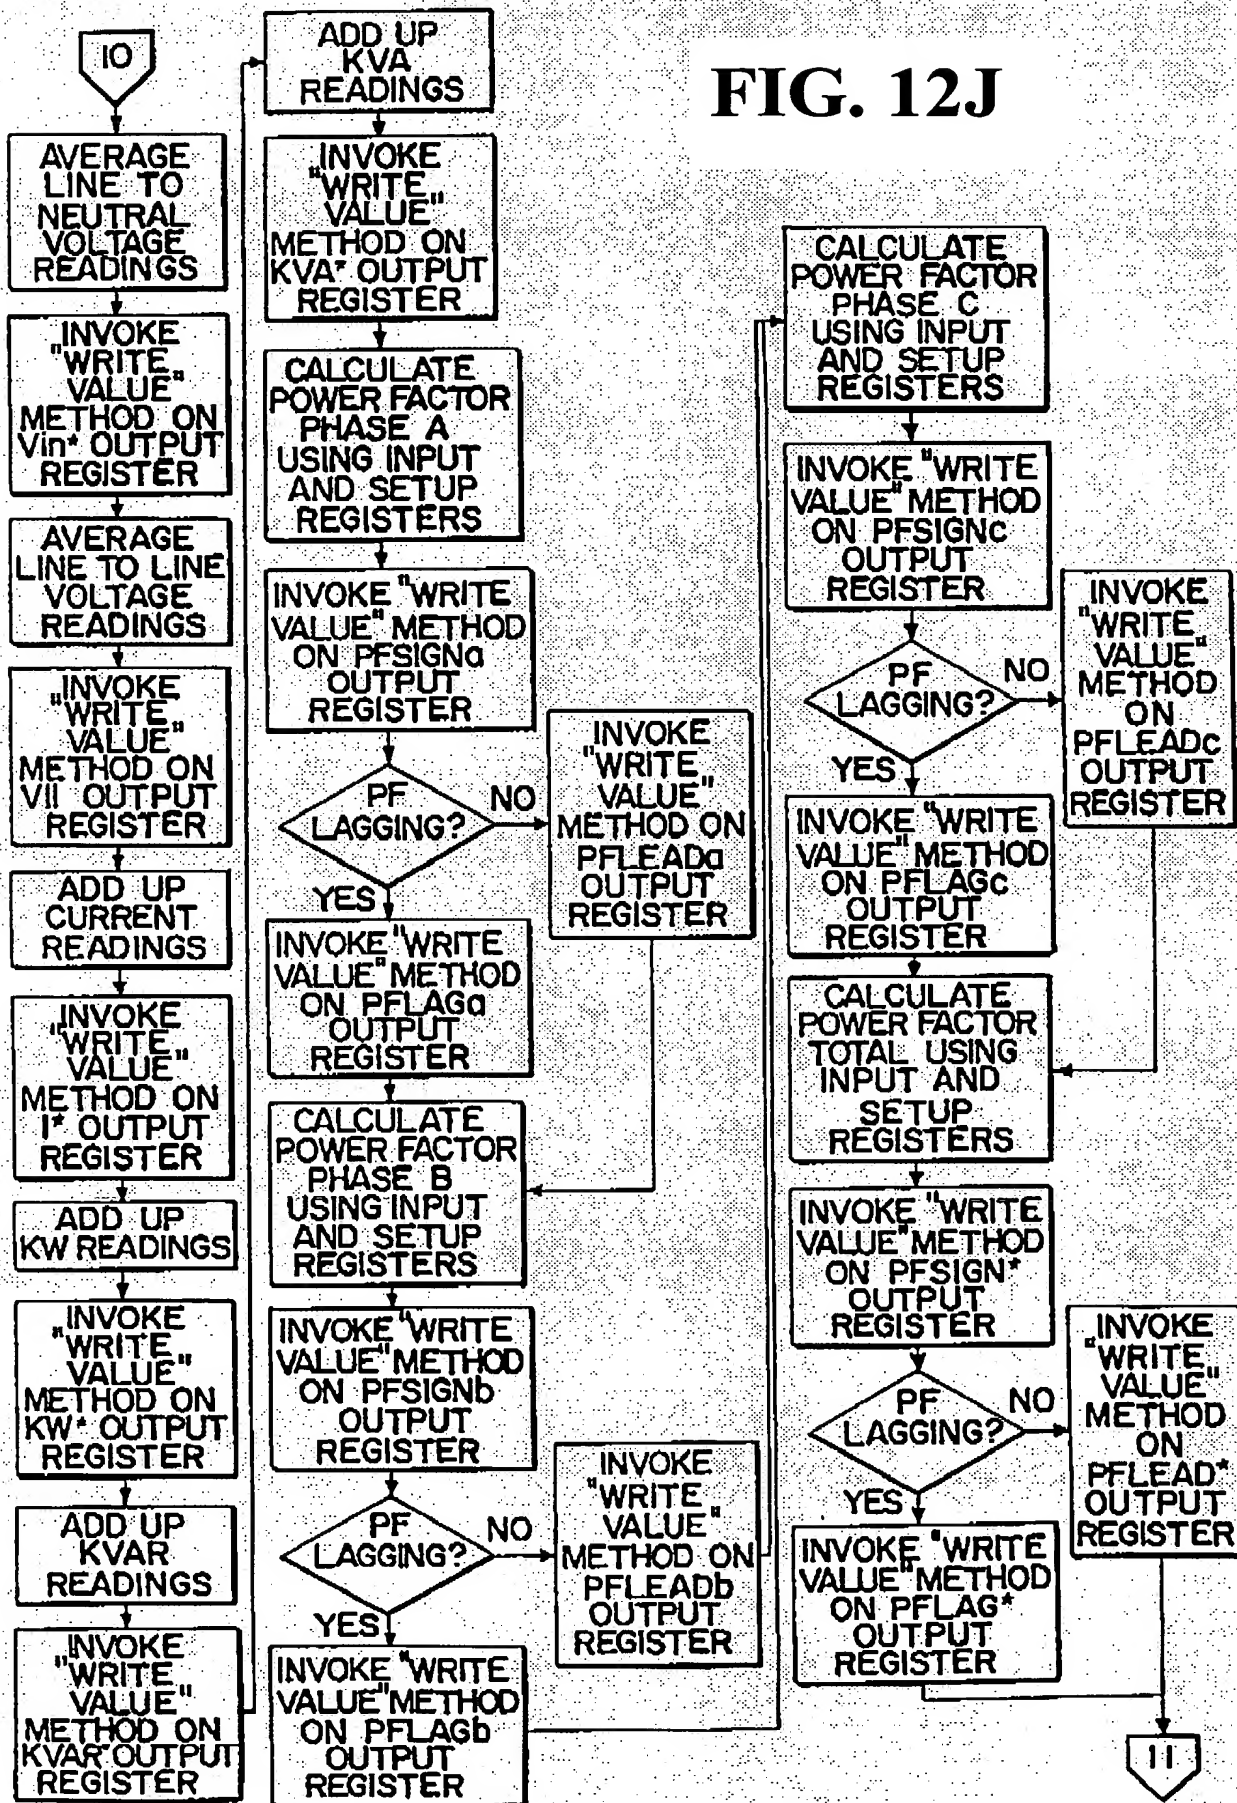 FIG. 12J
10
AVERAGE
LINE TO
NEUTRAL
VOLTAGE
READINGS
INVOKE
"WRITE
VALUE"
METHOD ON
Vin* OUTPUT
REGISTER
AVERAGE
LINE TO LINE
VOLTAGE
READINGS
INVOKE
"WRITE
VALUE"
METHOD ON
Vll OUTPUT
REGISTER
ADD UP
CURRENT
READINGS
INVOKE
"WRITE
VALUE"
METHOD ON
I* OUTPUT
REGISTER
ADD UP
KW READINGS
INVOKE
"WRITE
VALUE"
METHOD ON
KW* OUTPUT
REGISTER
ADD UP
KVAR
READINGS
INVOKE
"WRITE
VALUE"
METHOD ON
KVAR* OUTPUT
REGISTER
ADD UP
KVA
READINGS
INVOKE
"WRITE
VALUE"
METHOD ON
KVA* OUTPUT
REGISTER
CALCULATE
POWER FACTOR
PHASE A
USING INPUT
AND SETUP
REGISTERS
INVOKE "WRITE
VALUE" METHOD
ON PFSIGNa
OUTPUT
REGISTER
PF
LAGGING?
NO
YES
INVOKE
"WRITE
VALUE"
METHOD ON
PFLEADa
OUTPUT
REGISTER
INVOKE "WRITE
VALUE" METHOD
ON PFLAGa
OUTPUT
REGISTER
CALCULATE
POWER FACTOR
PHASE B
USING INPUT
AND SETUP
REGISTERS
INVOKE "WRITE
VALUE" METHOD
ON PFSIGNb
OUTPUT
REGISTER
PF
LAGGING?
NO
YES
INVOKE
"WRITE
VALUE"
METHOD ON
PFLEADb
OUTPUT
REGISTER
INVOKE "WRITE
VALUE" METHOD
ON PFLAGb
OUTPUT
REGISTER
CALCULATE
POWER FACTOR
PHASE C
USING INPUT
AND SETUP
REGISTERS
INVOKE "WRITE
VALUE" METHOD
ON PFSIGNc
OUTPUT
REGISTER
PF
LAGGING?
NO
YES
INVOKE
"WRITE
VALUE"
METHOD
ON
PFLEADc
OUTPUT
REGISTER
INVOKE "WRITE
VALUE" METHOD
ON PFLAGc
OUTPUT
REGISTER
CALCULATE
POWER FACTOR
TOTAL USING
INPUT AND
SETUP
REGISTERS
INVOKE "WRITE
VALUE" METHOD
ON PFSIGN*
OUTPUT
REGISTER
PF
LAGGING?
NO
YES
INVOKE
"WRITE
VALUE"
METHOD
ON
PFLEAD*
OUTPUT
REGISTER
INVOKE "WRITE
VALUE" METHOD
ON PFLAG*
OUTPUT
REGISTER
11